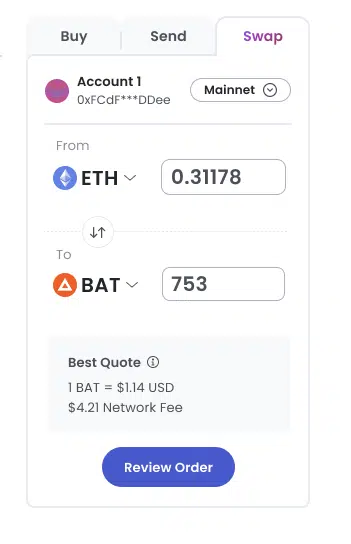 Buy Send Swap
Account 1
0xFCdF***DDee
Mainnet
From
ETH 0.31178
To
BAT 753
Best Quote
1 BAT = $1.14 USD
$4.21 Network Fee
Review Order